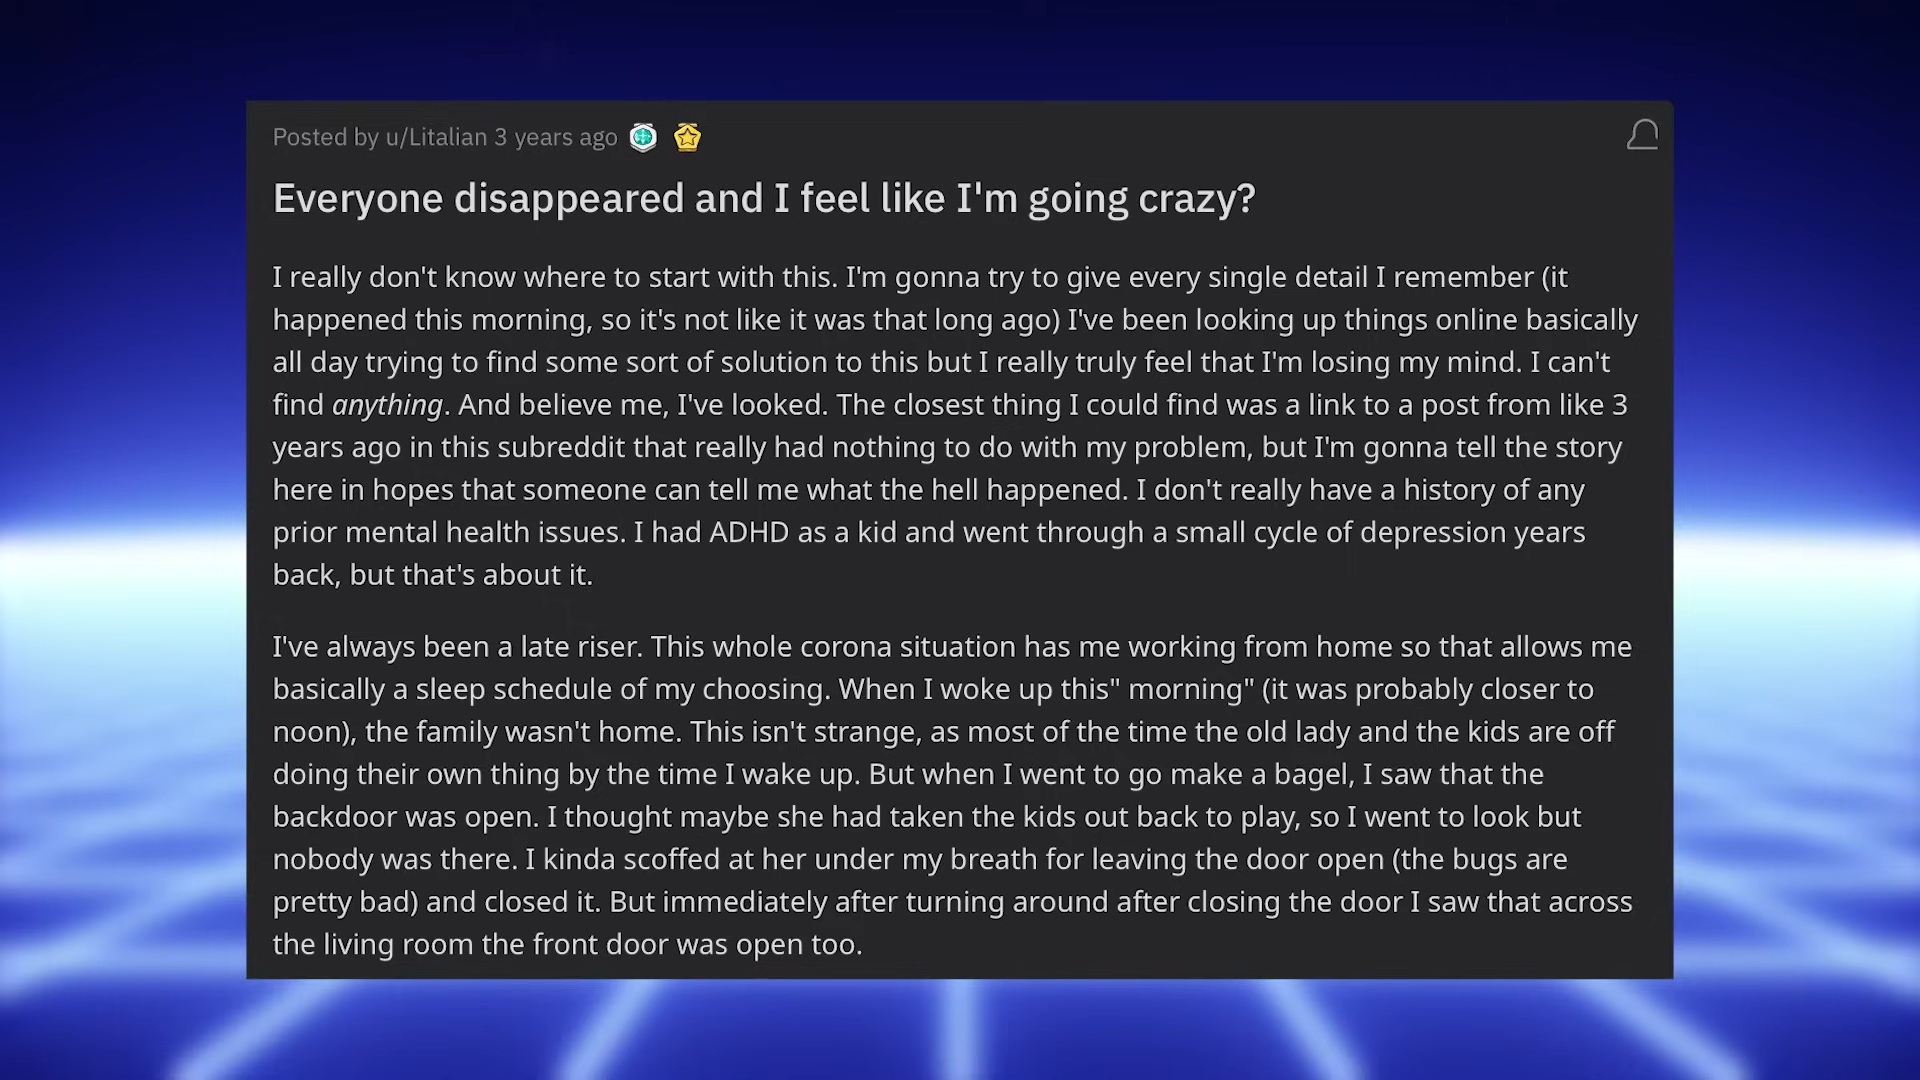 Posted by u/Litalian 3 years ago
Everyone disappeared and I feel like I'm going crazy?
I really don't know where to start with this. I'm gonna try to give every single detail I remember (it
happened this morning, so it's not like it was that long ago) I've been looking up things online basically
all day trying to find some sort of solution to this but I really truly feel that I'm losing my mind. I can't
find anything. And believe me, I've looked. The closest thing I could find was a link to a post from like 3
years ago in this subreddit that really had nothing to do with my problem, but I'm gonna tell the story
here in hopes that someone can tell me what the hell happened. I don't really have a history of any
prior mental health issues. I had ADHD as a kid and went through a small cycle of depression years
back, but that's about it.
I've always been a late riser. This whole corona situation has me working from home so that allows me
basically a sleep schedule of my choosing. When I woke up this" morning" (it was probably closer to
noon), the family wasn't home. This isn't strange, as most of the time the old lady and the kids are off
doing their own thing by the time I wake up. But when I went to go make a bagel, I saw that the
backdoor was open. I thought maybe she had taken the kids out back to play, so I went to look but
nobody was there. I kinda scoffed at her under my breath for leaving the door open (the bugs are
pretty bad) and closed it. But immediately after turning around after closing the door I saw that across
the living room the front door was open too.